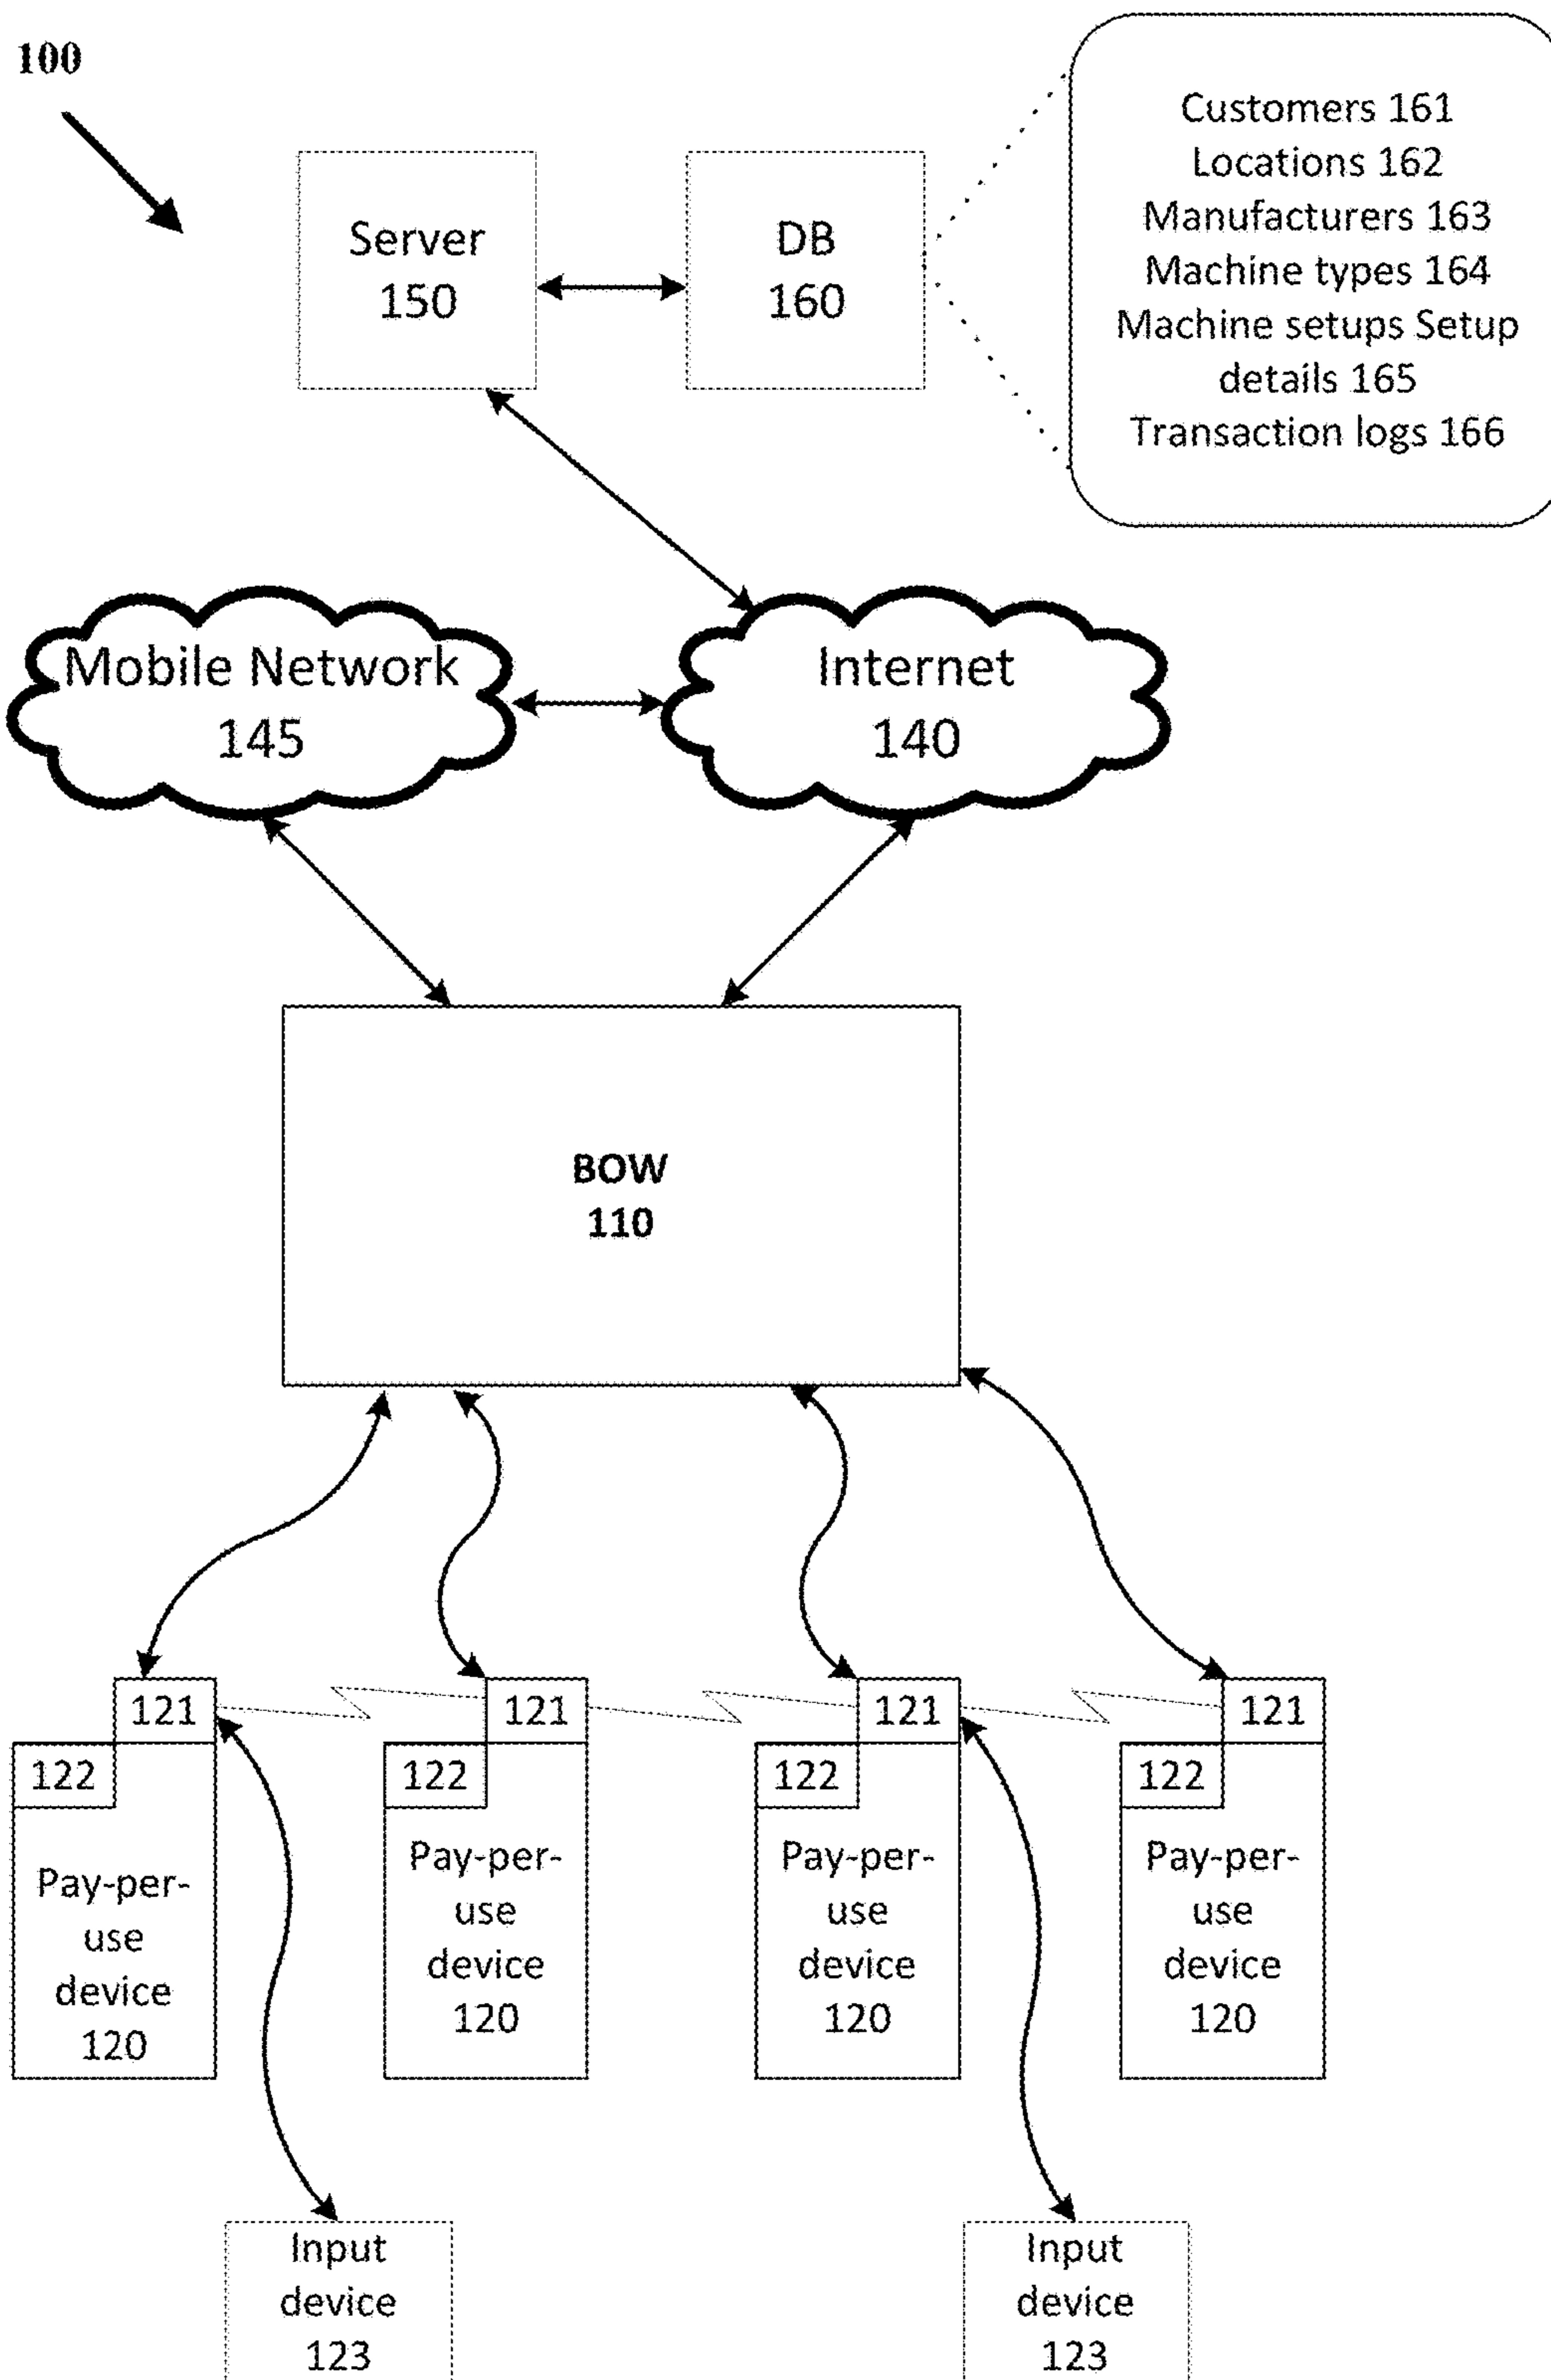 100
Customers 161
Locations 162
Manufacturers 163
Machine types 164
Machine setups Setup
details 165
Transaction logs 166
Server
150
DB
160
Mobile Network
145
Internet
140
BOW
110
121
121
121
121
122
122
122
122
Pay-per-
use
device
120
Pay-per-
use
device
120
Pay-per-
use
device
120
Pay-per-
use
device
120
Input
device
123
Input
device
123